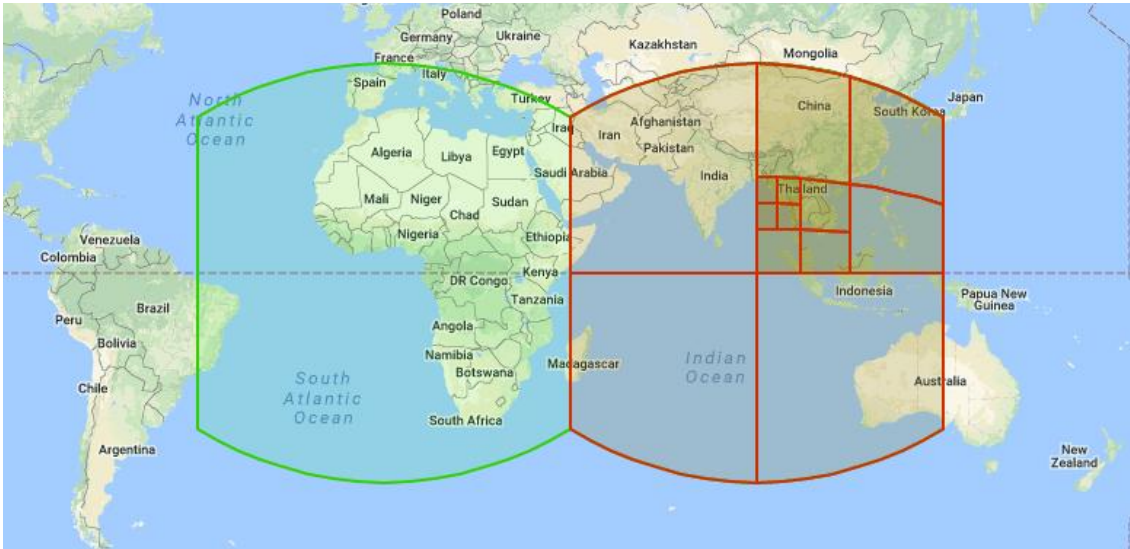 Poland
Germany
Ukraine
Kazakhstan
Mongolia
France
Italy
Spain
Turkey
North
Atlantic
Ocean
Japan
China
South Korea
Afghanistan
Iraq
Iran
Pakistan
Algeria
Libya
Egypt
Saudi Arabia
India
Thailand
Mali
Niger
Sudan
Chad
Nigeria
Ethiopia
Venezuela
Colombia
DR Congo
Kenya
Indonesia
Papua New
Guinea
Tanzania
Brazil
Peru
Angola
Bolivia
Namibia
Madagascar
Indian
Ocean
Botswana
Australia
Chile
South
Atlantic
Ocean
South Africa
Argentina
New
Zealand